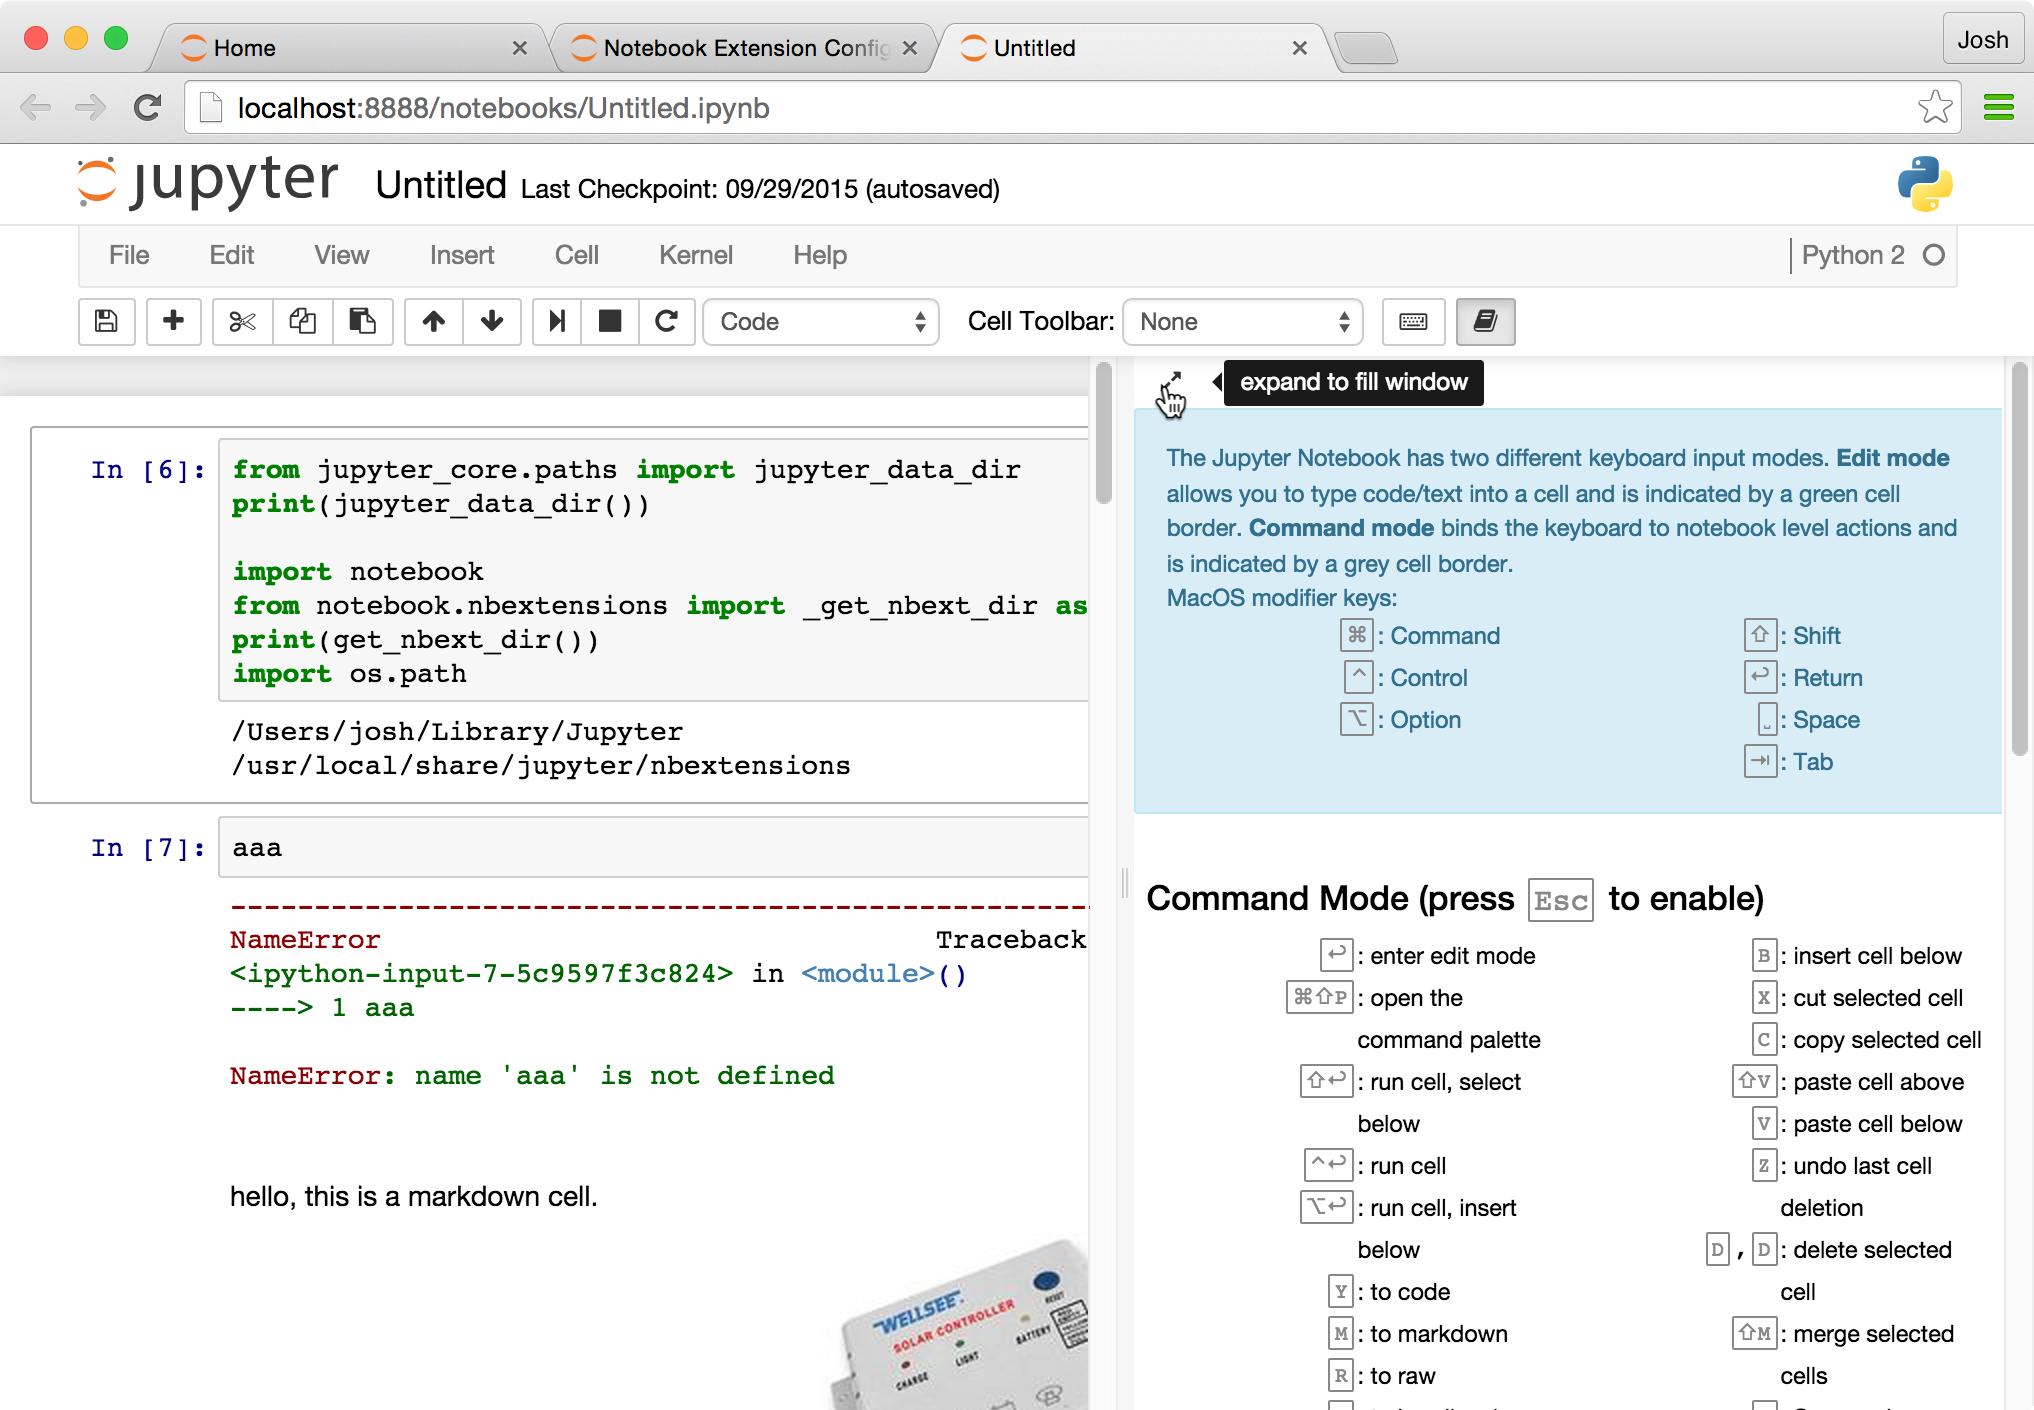 Home
Notebook Extension Config
Untitled
Josh
localhost:8888/notebooks/Untitled.ipynb
jupyter Untitled Last Checkpoint: 09/29/2015 (autosaved)
File Edit View Insert Cell Kernel Help
Python 2
Code
Cell Toolbar: None
In [6]:
from jupyter_core.paths import jupyter_data_dir
print(jupyter_data_dir())
import notebook
from notebook.nbextensions import _get_nbext_dir as
print(get_nbext_dir())
import os.path
/Users/josh/Library/Jupyter
/usr/local/share/jupyter/nbextensions
In [7]:
aaa
NameError Traceback
<ipython-input-7-5c9597f3c824> in <module>()
----> 1 aaa
NameError: name 'aaa' is not defined
hello, this is a markdown cell.
WELLSEE
SOLAR CONTROLLER
CHARGE
LIGHT
BATTERY
RESET
expand to fill window
The Jupyter Notebook has two different keyboard input modes. Edit mode
allows you to type code/text into a cell and is indicated by a green cell
border. Command mode binds the keyboard to notebook level actions and
is indicated by a grey cell border.
MacOS modifier keys:
⌘: Command
^: Control
⌥: Option
⇧: Shift
↩: Return
␣: Space
⇥: Tab
Command Mode (press Esc to enable)
↩: enter edit mode
⌘⇧P: open the
command palette
⇧↩: run cell, select
below
^↩: run cell
⌥↩: run cell, insert
below
Y: to code
M: to markdown
R: to raw
B: insert cell below
X: cut selected cell
C: copy selected cell
⇧V: paste cell above
V: paste cell below
Z: undo last cell
deletion
D,D: delete selected
cell
⇧M: merge selected
cells